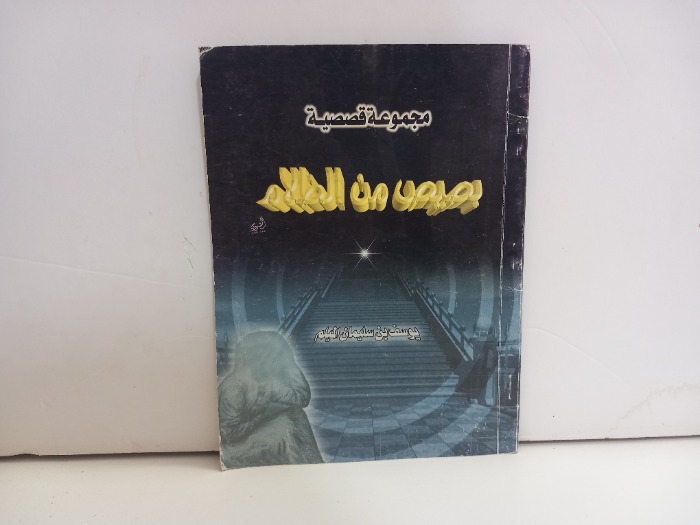 مجموعة قصصية
بصيص من الظلام
يوسف بن سليمان